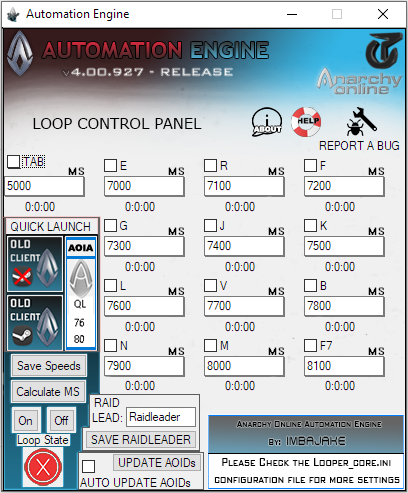 Automation Engine
AUTOMATION ENGINE
v4.00.927 - RELEASE
Anarchy
online
LOOP CONTROL PANEL
ABOUT
HELP
REPORT A BUG
TAB
MS
5000
0:0:00
E
MS
7000
0:0:00
R
MS
7100
0:0:00
F
MS
7200
0:0:00
G
MS
7300
0:0:00
J
MS
7400
0:0:00
K
MS
7500
0:0:00
L
MS
7600
0:0:00
V
MS
7700
0:0:00
B
MS
7800
0:0:00
N
MS
7900
0:0:00
M
MS
8000
0:0:00
F7
MS
8100
0:0:00
QUICK LAUNCH
OLD
CLIENT
AOIA
QL
76
80
OLD
CLIENT
Save Speeds
Calculate MS
On
Off
Loop State
RAID
LEAD:
Raidleader
SAVE RAIDLEADER
UPDATE AOIDs
AUTO UPDATE AOIDs
Anarchy Online Automation Engine
By: IMBAJAKE
Please Check the Looper_core.ini
configuration file for more settings